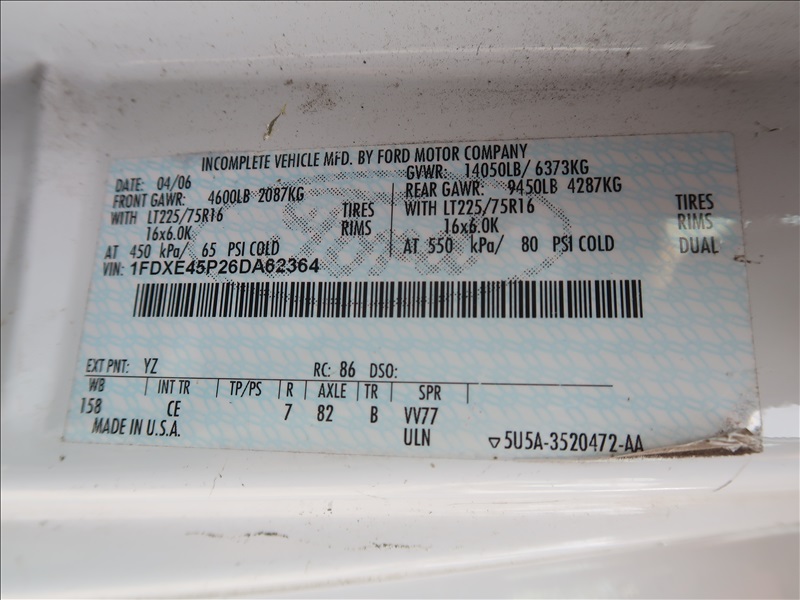 INCOMPLETE VEHICLE MFD. BY FORD MOTOR COMPANY
DATE: 04/06 GVWR: 14050LB/ 6373KG
FRONT GAWR: 4600LB 2087KG REAR GAWR: 9450LB 4287KG
WITH LT225/75R16 TIRES WITH LT225/75R16 TIRES
16x6.0K RIMS 16x6.0K RIMS
AT 450 kPa/ 65 PSI COLD AT 550 kPa/ 80 PSI COLD DUAL
VIN: 1FDXE45P26DA62364
Ford
EXT PNT: YZ RC: 86 DSO:
WB INT TR TP/PS R AXLE TR SPR
158 CE 7 82 B VV77
MADE IN U.S.A. ULN ▽5U5A-3520472-AA